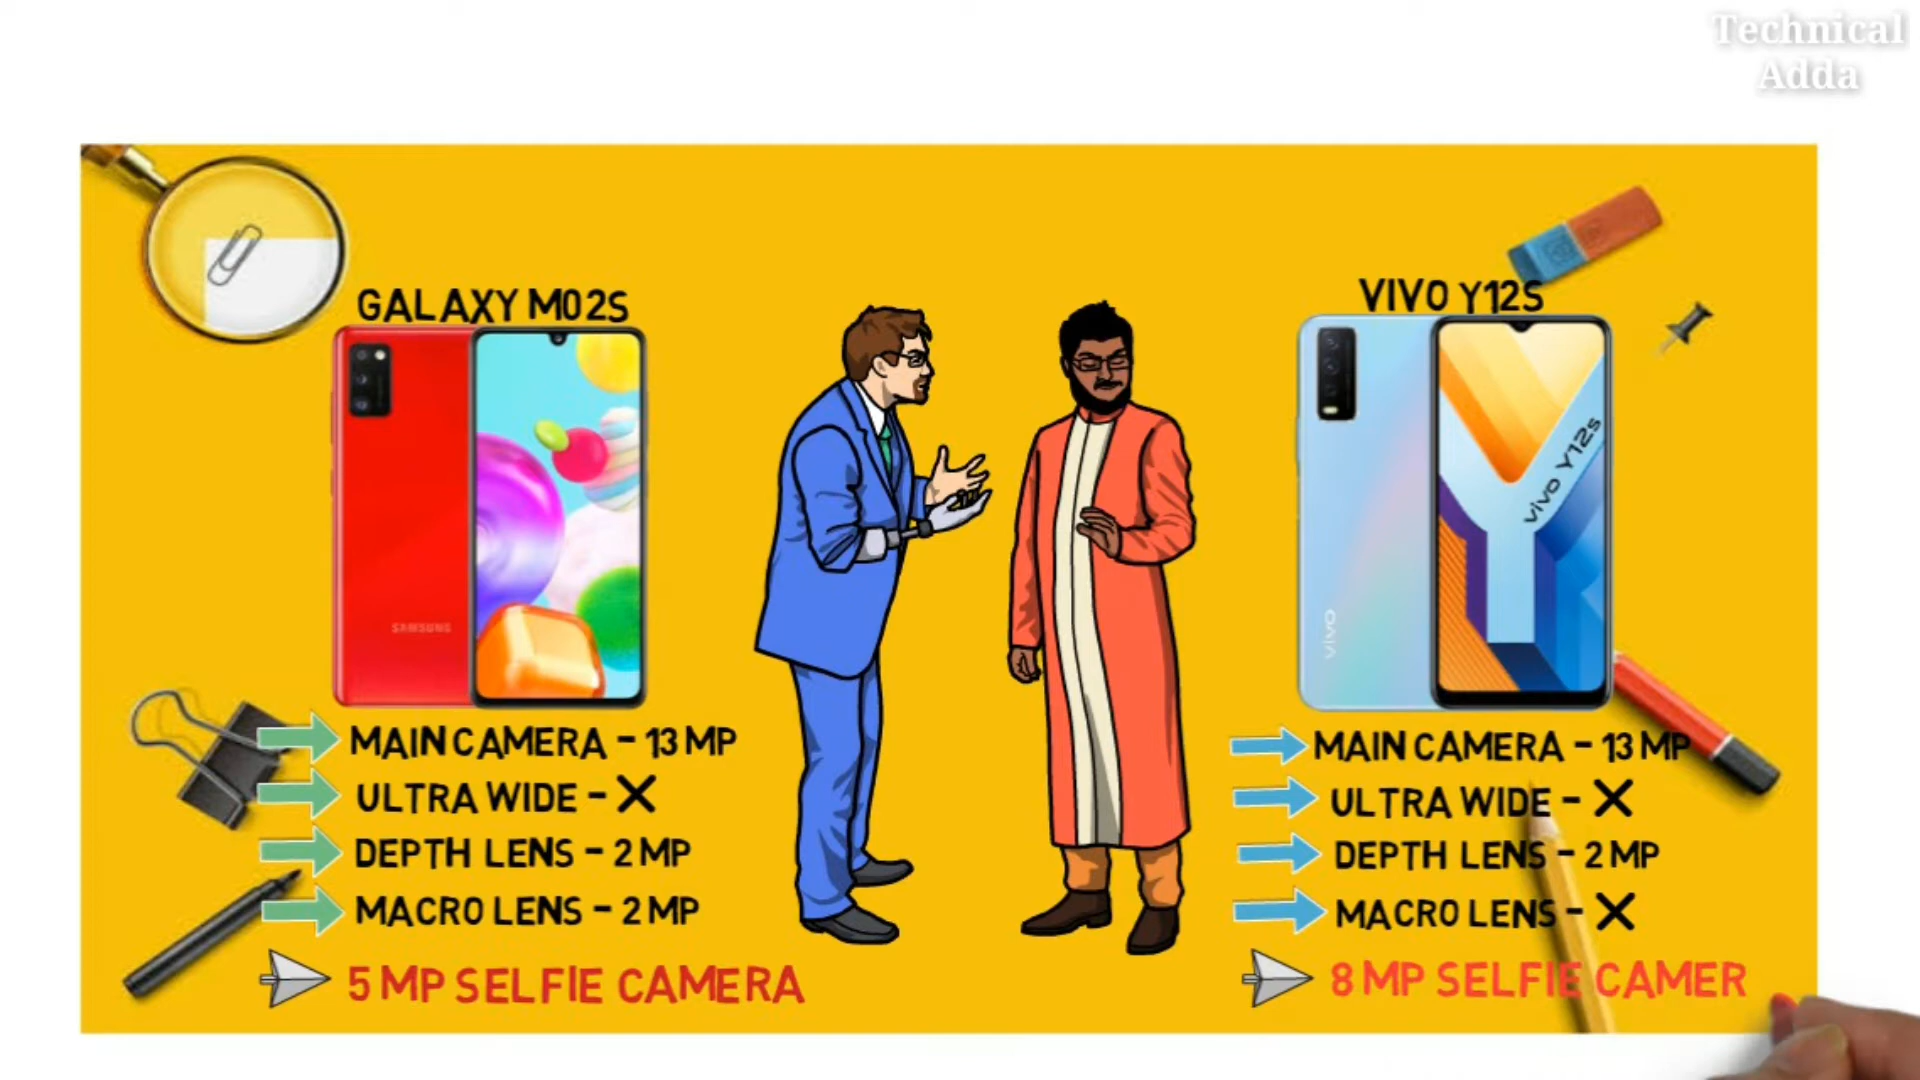 Technical
Adda
GALAXY M02S
VIVO Y12S
vivo Y12s
SAMSUNG
vivo
MAIN CAMERA - 13 MP
ULTRA WIDE - X
DEPTH LENS - 2 MP
MACRO LENS - 2 MP
5 MP SELFIE CAMERA
MAIN CAMERA - 13 MP
ULTRA WIDE - X
DEPTH LENS - 2 MP
MACRO LENS - X
8 MP SELFIE CAMER